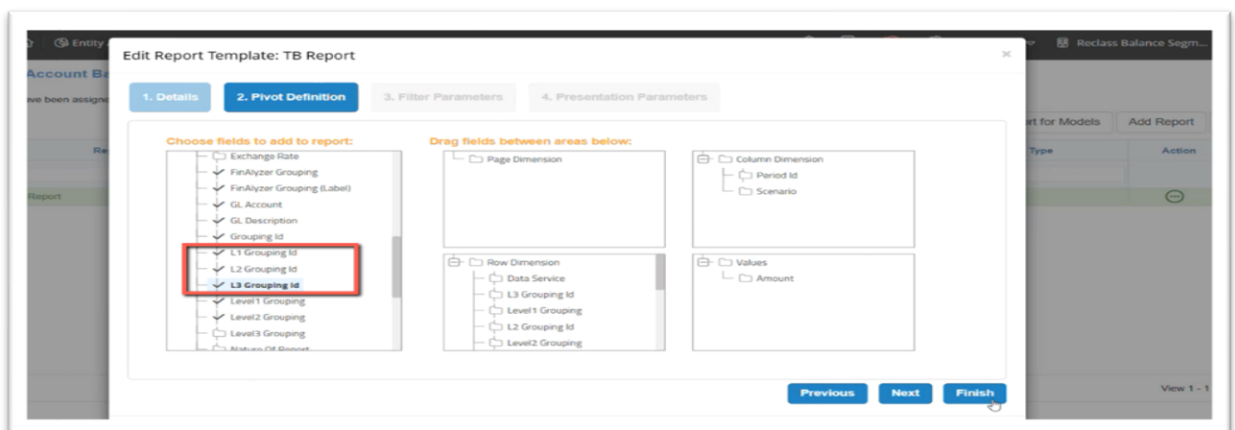 Entity
Reclass Balance Segm...
Edit Report Template: TB Report
×
Account Ba
ave been assigne
1. Details
2. Pivot Definition
3. Filter Parameters
4. Presentation Parameters
rt for Models
Add Report
Re
Type
Action
Report
Choose fields to add to report:
Exchange Rate
FinAlyzer Grouping
FinAlyzer Grouping (Label)
GL Account
GL Description
Grouping Id
L1 Grouping Id
L2 Grouping Id
L3 Grouping Id
Level1 Grouping
Level2 Grouping
Level3 Grouping
Nature Of Report
Drag fields between areas below:
Page Dimension
Column Dimension
Period Id
Scenario
Row Dimension
Data Service
L3 Grouping Id
Level1 Grouping
L2 Grouping Id
Level2 Grouping
Values
Amount
Previous
Next
Finish
View 1 - 1